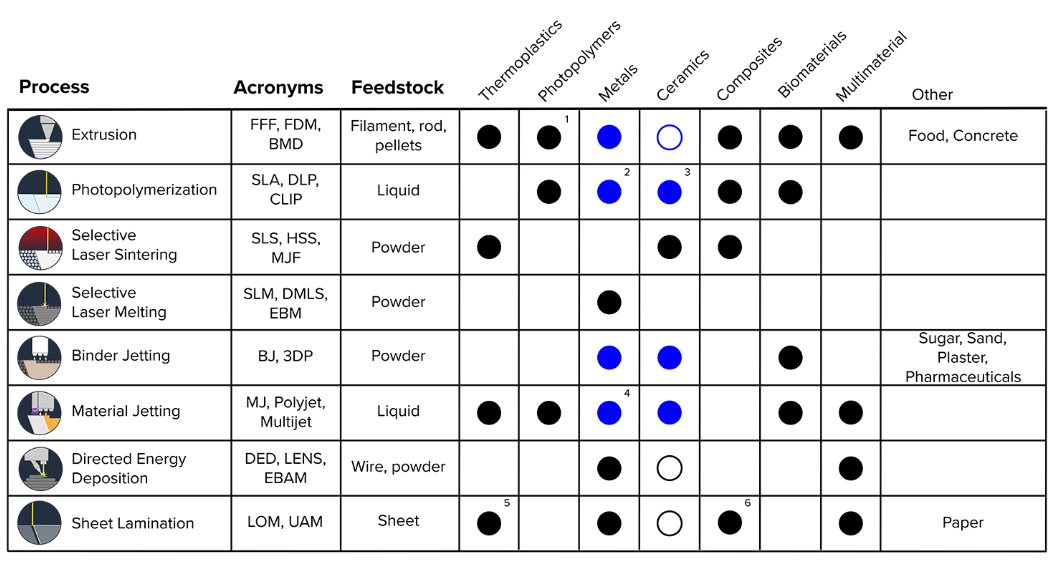 Process
Acronyms
Feedstock
Thermoplastics
Photopolymers
Metals
Ceramics
Composites
Biomaterials
Multimaterial
Other
Extrusion
FFF, FDM,
BMD
Filament, rod,
pellets
1
Food, Concrete
Photopolymerization
SLA, DLP,
CLIP
Liquid
2
3
Selective
Laser Sintering
SLS, HSS,
MJF
Powder
Selective
Laser Melting
SLM, DMLS,
EBM
Powder
Binder Jetting
BJ, 3DP
Powder
Sugar, Sand,
Plaster,
Pharmaceuticals
Material Jetting
MJ, Polyjet,
Multijet
Liquid
4
Directed Energy
Deposition
DED, LENS,
EBAM
Wire, powder
Sheet Lamination
LOM, UAM
Sheet
5
6
Paper